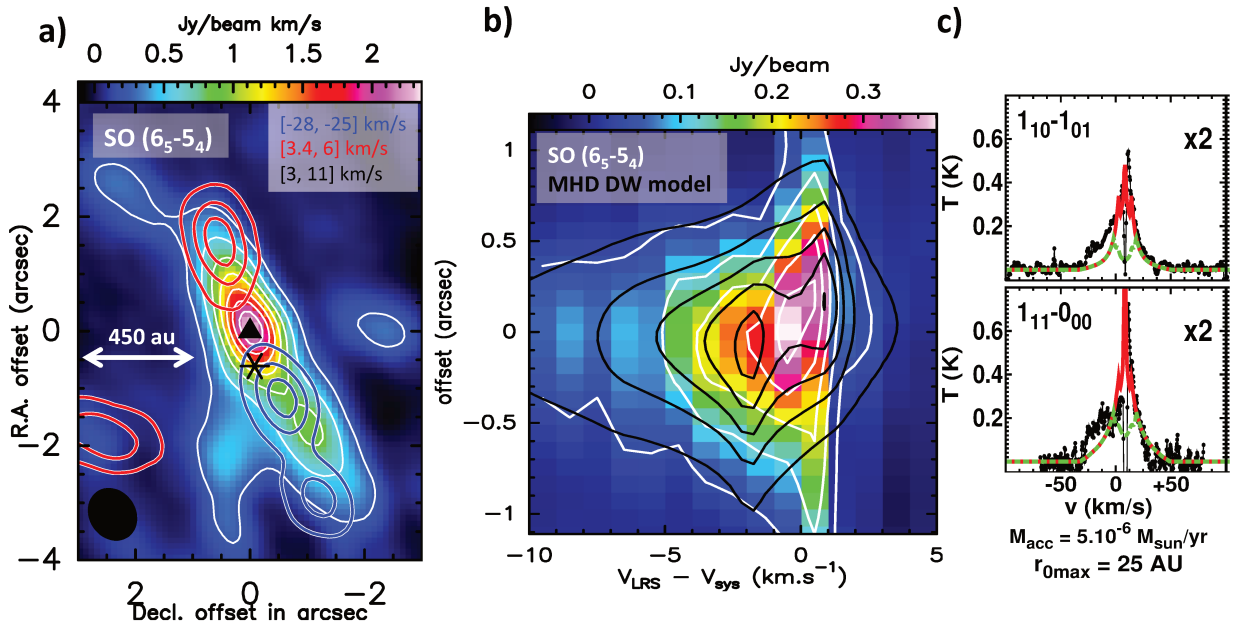 a)
Jy/beam km/s
0 0.5 1 1.5 2
SO (6₅-5₄)
[-28, -25] km/s
[3.4, 6] km/s
[3, 11] km/s
450 au
R.A. offset (arcsec)
4
2
0
−2
−4
2 0 −2
Decl. offset in arcsec
b)
Jy/beam
0 0.1 0.2 0.3
SO (6₅-5₄)
MHD DW model
offset (arcsec)
1
0.5
0
−0.5
−1
−10 −5 0 5
V_LRS − V_sys (km.s⁻¹)
c)
1₁₀-1₀₁
x2
T (K)
0.6
0.4
0.2
1₁₁-0₀₀
x2
T (K)
0.6
0.4
0.2
-50 0 +50
v (km/s)
M_acc = 5.10⁻⁶ M_sun/yr
r_0max = 25 AU